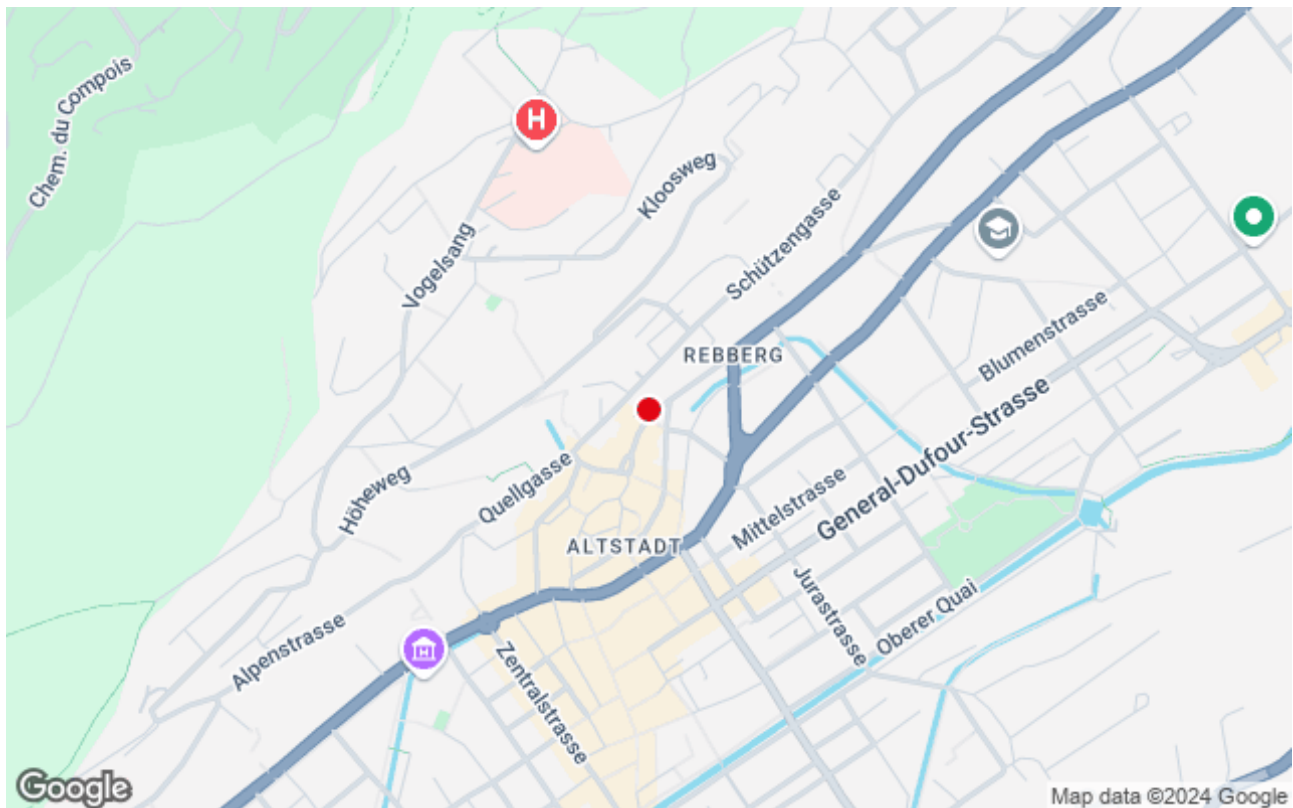 Chem. du Compois
H
Kloosweg
Vogelsang
Schützengasse
REBBERG
Blumenstrasse
General-Dufour-Strasse
Höheweg
Quellgasse
Mittelstrasse
ALTSTADT
Jurastrasse
Oberer Quai
Alpenstrasse
Zentralstrasse
Google
Map data ©2024 Google